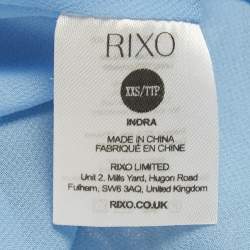 RIXO
XXS/TTP
INDRA
MADE IN CHINA
FABRIQUÉ EN CHINE
RIXO LIMITED
Unit 2, Mills Yard, Hugon Road
Fulham, SW6 3AQ, United Kingdom
RIXO.CO.UK